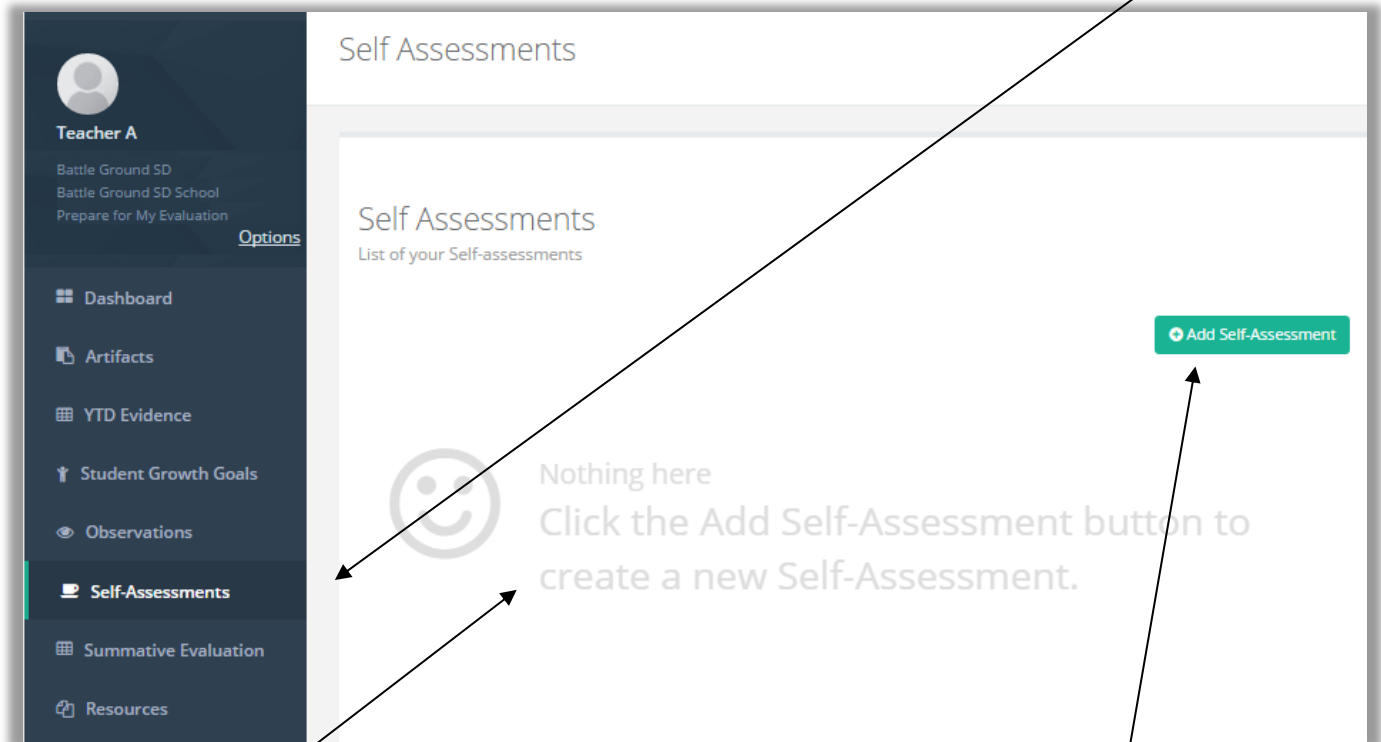 Teacher A
Battle Ground SD
Battle Ground SD School
Prepare for My Evaluation
Options
Dashboard
Artifacts
YTD Evidence
Student Growth Goals
Observations
Self-Assessments
Summative Evaluation
Resources
Self Assessments
Self Assessments
List of your Self-assessments
Add Self-Assessment
Nothing here
Click the Add Self-Assessment button to
create a new Self-Assessment.